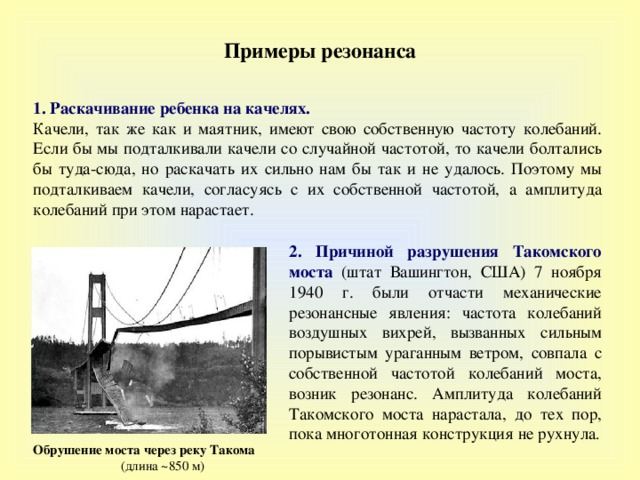 Примеры резонанса
1. Раскачивание ребенка на качелях.
Качели, так же как и маятник, имеют свою собственную частоту колебаний.
Если бы мы подталкивали качели со случайной частотой, то качели болтались
бы туда-сюда, но раскачать их сильно нам бы так и не удалось. Поэтому мы
подталкиваем качели, согласуясь с их собственной частотой, а амплитуда
колебаний при этом нарастает.
2. Причиной разрушения Такомского
моста (штат Вашингтон, США) 7 ноября
1940 г. были отчасти механические
резонансные явления: частота колебаний
воздушных вихрей, вызванных сильным
порывистым ураганным ветром, совпала с
собственной частотой колебаний моста,
возник резонанс. Амплитуда колебаний
Такомского моста нарастала, до тех пор,
пока многотонная конструкция не рухнула.
Обрушение моста через реку Такома
(длина ~850 м)